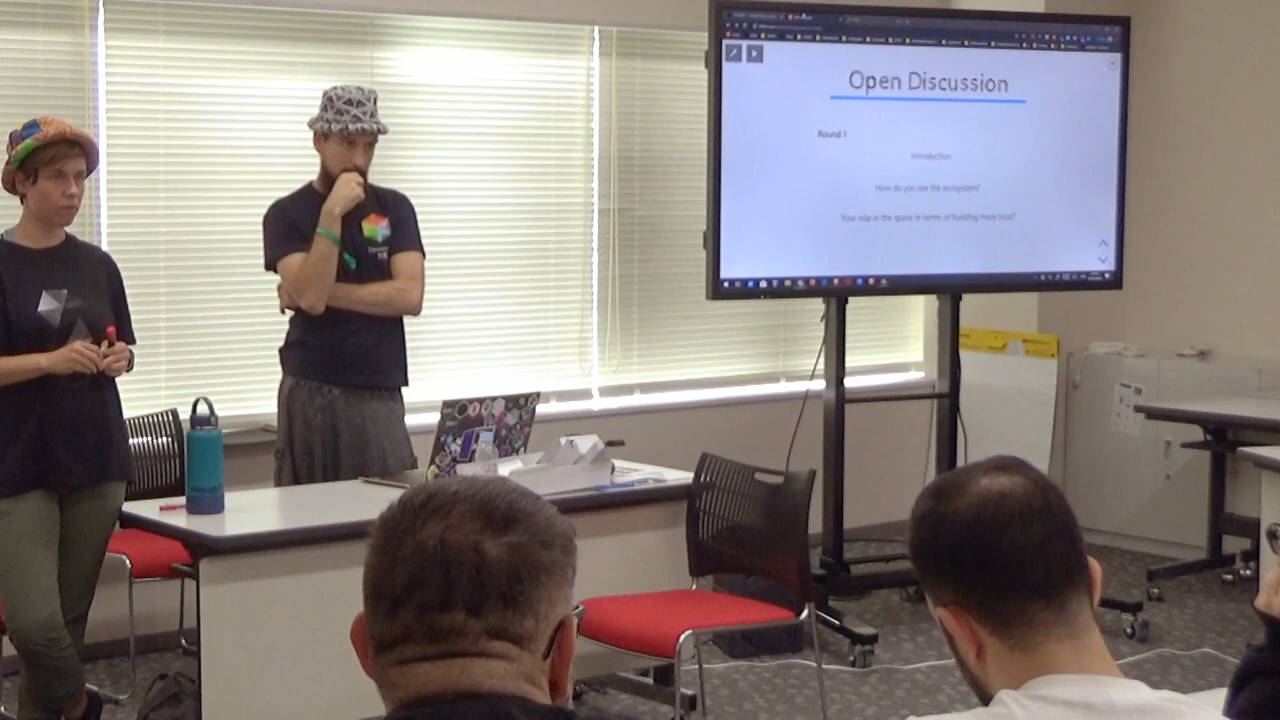 Open Discussion
Round 1
Introduction
How do you see the ecosystem?
Your role in the space in terms of building more trust?